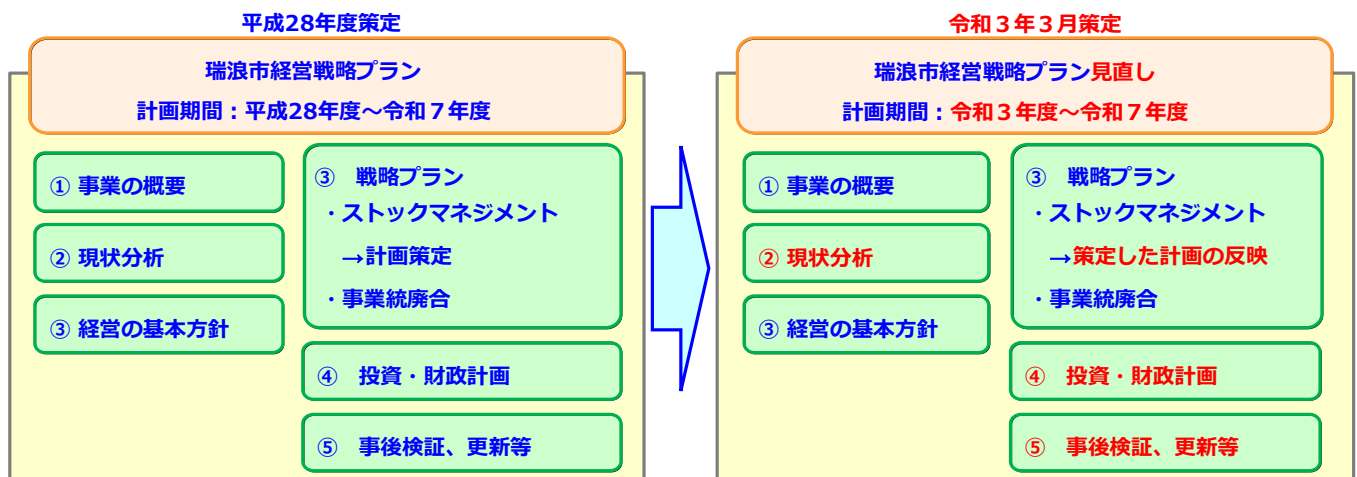 平成28年度策定
瑞浪市経営戦略プラン
計画期間：平成28年度～令和７年度
① 事業の概要
② 現状分析
③ 経営の基本方針
③　戦略プラン
・ストックマネジメント
→計画策定
・事業統廃合
④　投資・財政計画
⑤　事後検証、更新等
令和３年３月策定
瑞浪市経営戦略プラン見直し
計画期間：令和３年度～令和７年度
① 事業の概要
② 現状分析
③ 経営の基本方針
③　戦略プラン
・ストックマネジメント
→策定した計画の反映
・事業統廃合
④　投資・財政計画
⑤　事後検証、更新等